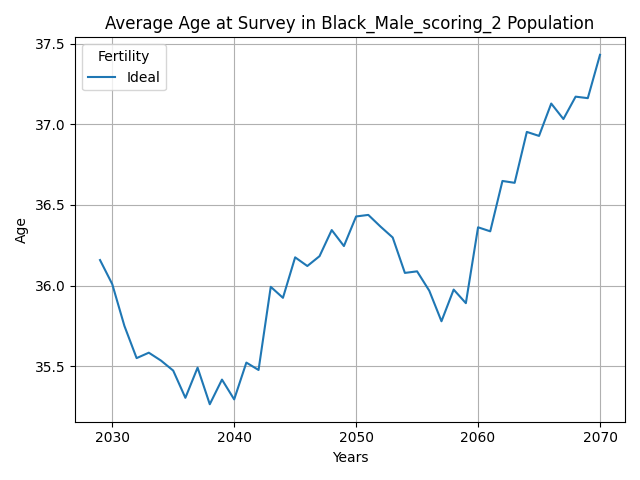 Average Age at Survey in Black_Male_scoring_2 Population
Fertility
Ideal
37.5
37.0
36.5
36.0
35.5
Age
2030 2040 2050 2060 2070
Years